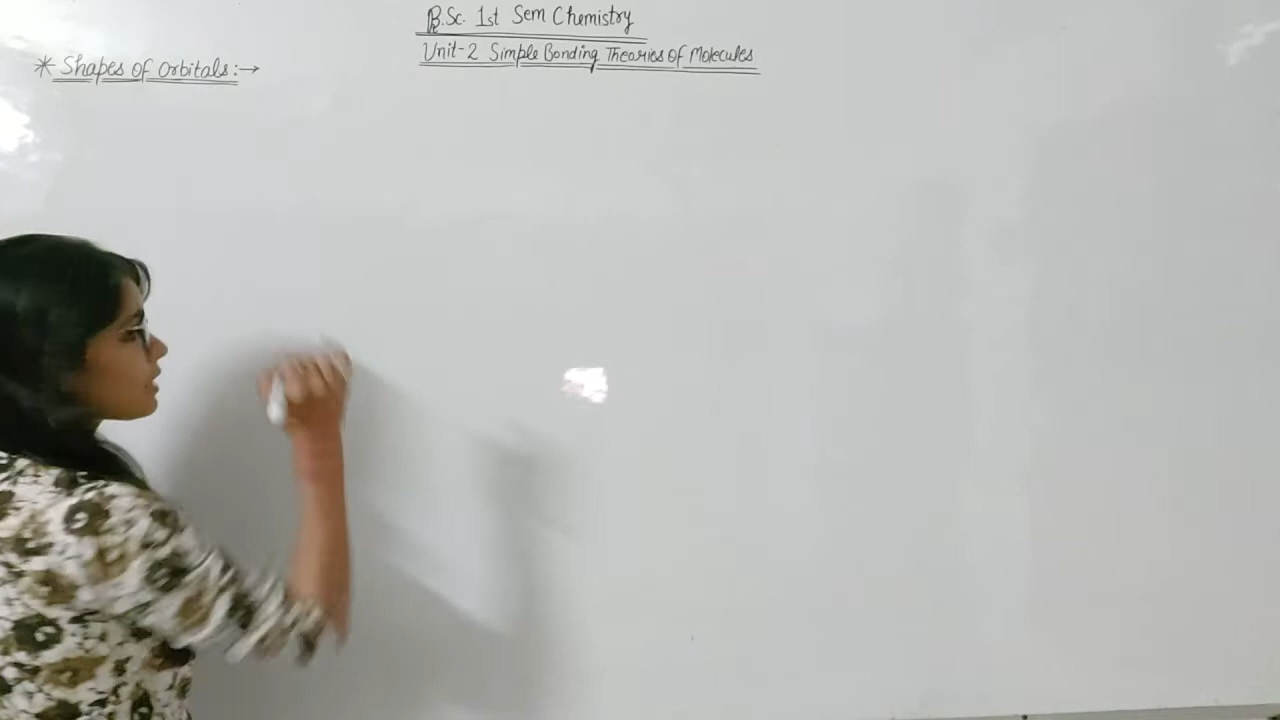 B.Sc. 1st Sem Chemistry
Unit-2 Simple Bonding Theories of Molecules
* Shapes of Orbitals:→